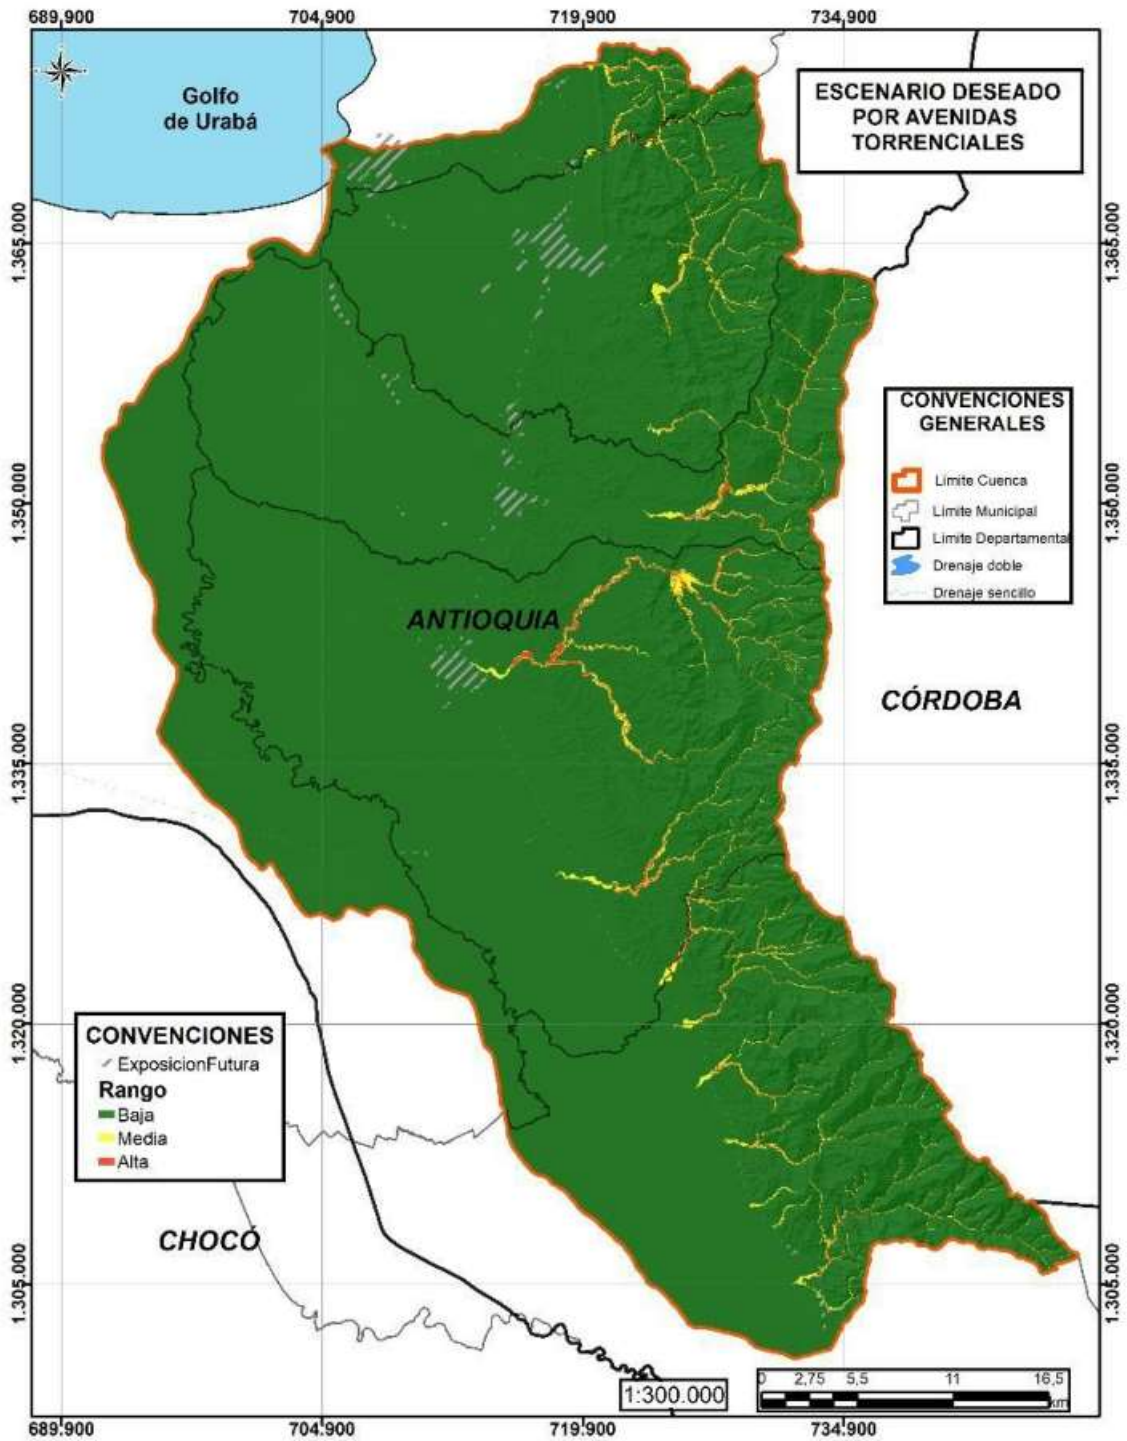 689,900 704,900 719,900 734,900
Golfo
de Urabá
ESCENARIO DESEADO
POR AVENIDAS
TORRENCIALES
1.365.000 1.365.000
CONVENCIONES
GENERALES
Limite Cuenca
Limite Municipal
Limite Departamental
Drenaje doble
Drenaje sencillo
1.350.000 1.350.000
ANTIOQUIA
CÓRDOBA
1.335.000 1.335.000
1.320.000 1.320.000
CONVENCIONES
ExposicionFutura
Rango
Baja
Media
Alta
CHOCÓ
1.305.000 1.305.000
1:300.000
0 2,75 5,5 11 16,5
km
689,900 704,900 719,900 734,900